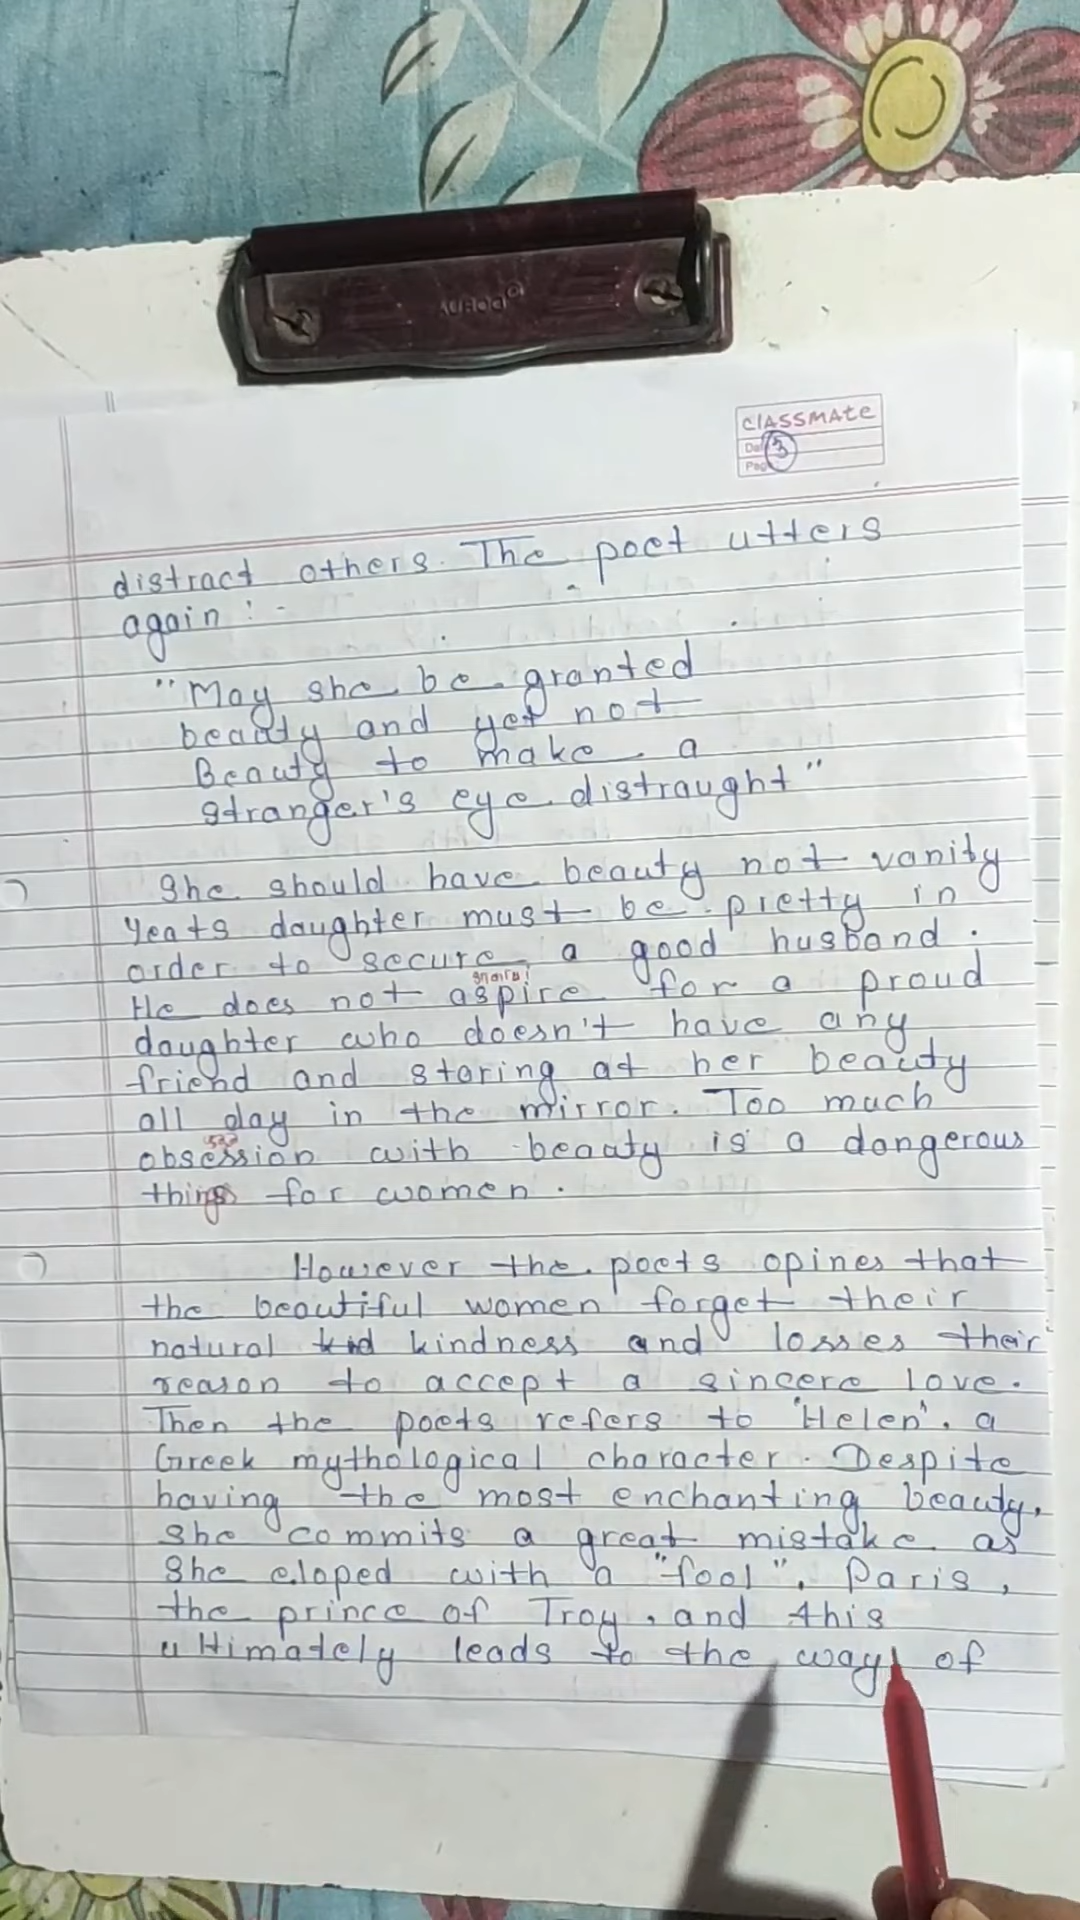 CLASSMATE
3
distract others. The poet utters
again :-
"May she be granted
beauty and yet not
Beauty to make a
stranger's eye distraught"
She should have beauty not vanity
Yeats daughter must be pretty in
order to secure a good husband.
He does not aspire for a proud
daughter who doesn't have any
friend and staring at her beauty
all day in the mirror. Too much
obsession with beauty is a dangerous
things for women.
However the poets opines that
the beautiful women forget their
natural kindness and losses their
reason to accept a sincere love.
Then the poets refers to "Helen", a
Greek mythological character. Despite
having the most enchanting beauty,
she commits a great mistake as
she eloped with a "fool", Paris,
the prince of Troy, and this
ultimately leads to the way of